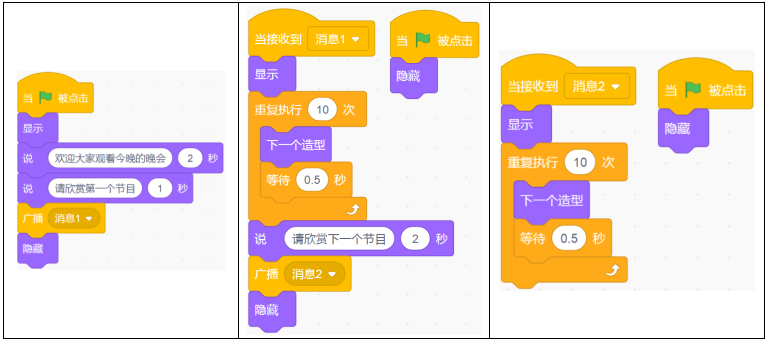 当 被点击
显示
说 欢迎大家观看今晚的晚会 2 秒
说 请欣赏第一个节目 1 秒
广播 消息1
隐藏
当接收到 消息1
显示
重复执行 10 次
下一个造型
等待 0.5 秒
说 请欣赏下一个节目 2 秒
广播 消息2
隐藏
当 被点击
隐藏
当接收到 消息2
显示
重复执行 10 次
下一个造型
等待 0.5 秒
当 被点击
隐藏